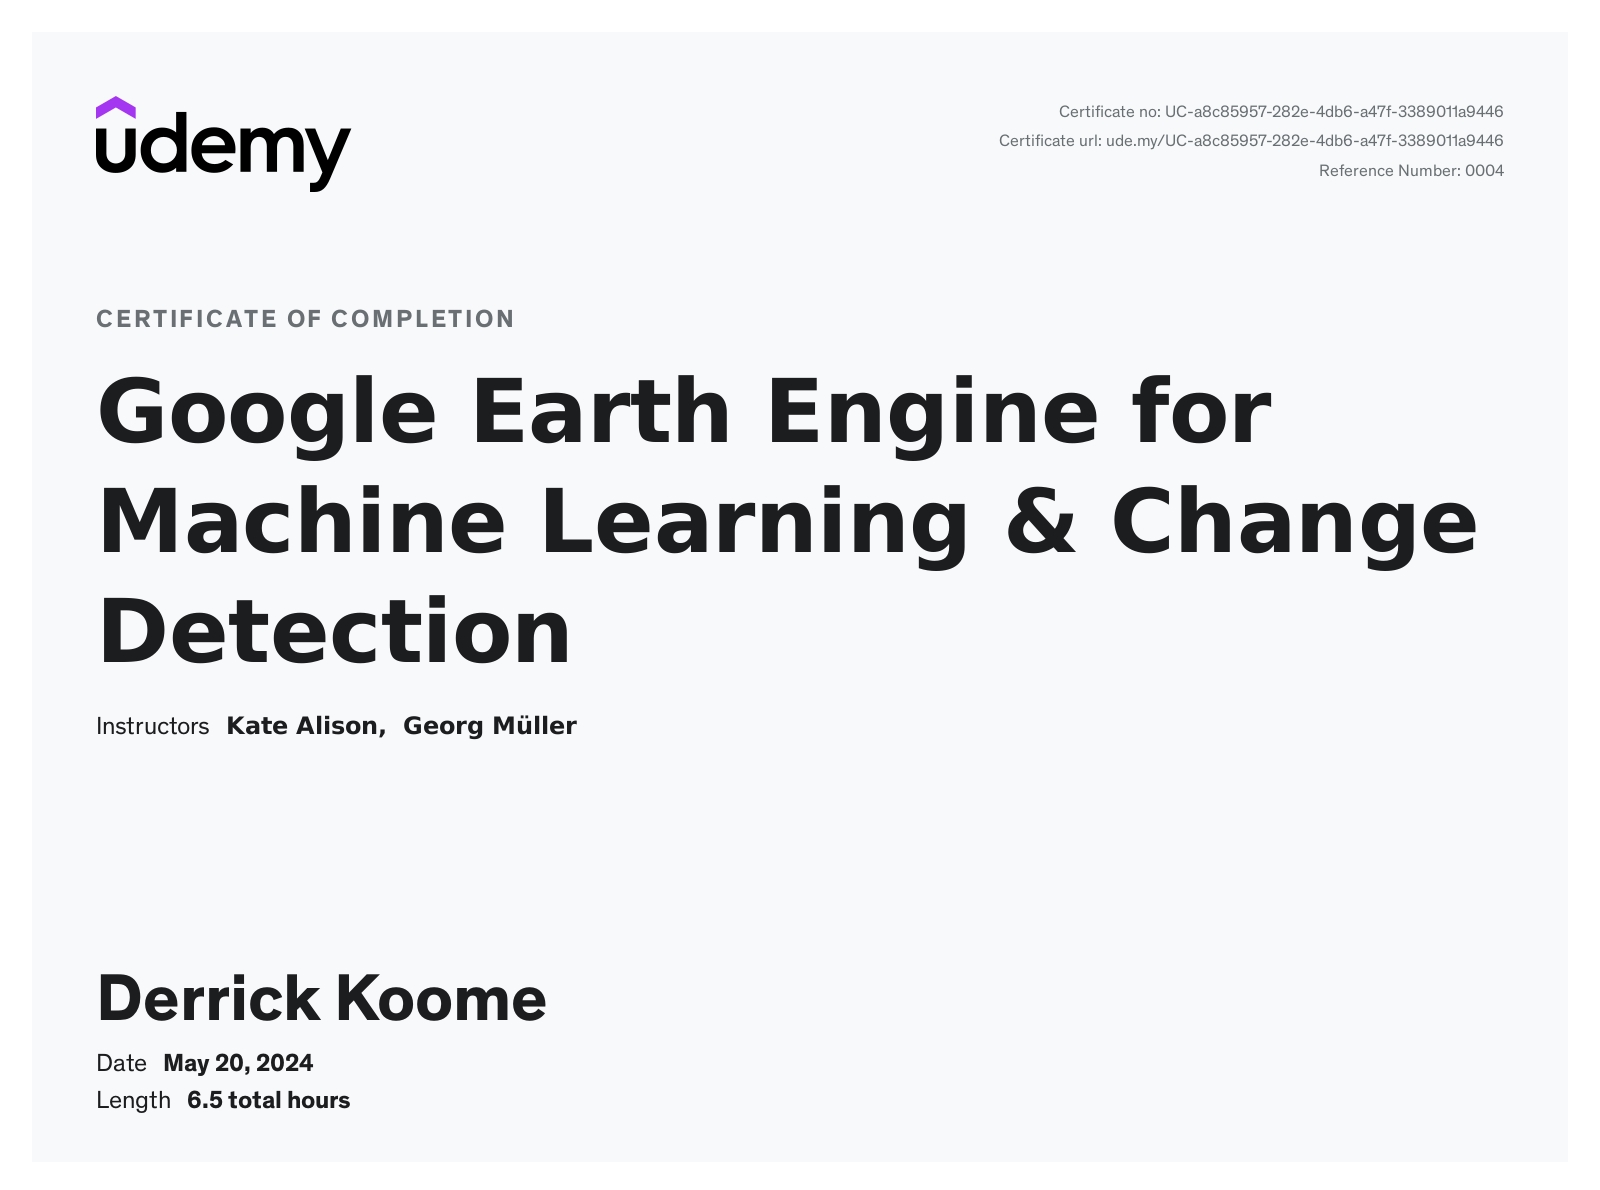 udemy
Certificate no: UC-a8c85957-282e-4db6-a47f-3389011a9446
Certificate url: ude.my/UC-a8c85957-282e-4db6-a47f-3389011a9446
Reference Number: 0004
CERTIFICATE OF COMPLETION
Google Earth Engine for
Machine Learning & Change
Detection
Instructors Kate Alison, Georg Müller
Derrick Koome
Date May 20, 2024
Length 6.5 total hours